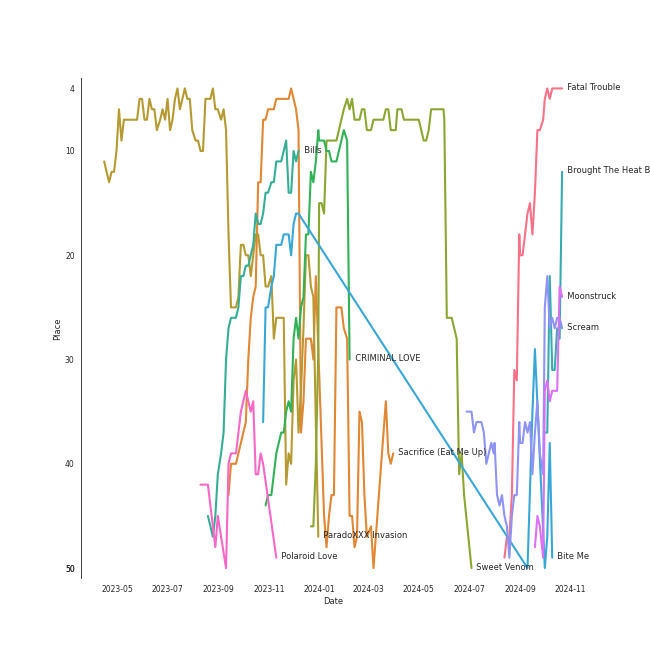 4
Fatal Trouble
10
Bills
Brought The Heat B
20
Moonstruck
Place
Scream
30
CRIMINAL LOVE
40
Sacrifice (Eat Me Up)
ParadoXXX Invasion
Polaroid Love
Bite Me
50
Sweet Venom
2023-05 2023-07 2023-09 2023-11 2024-01 2024-03 2024-05 2024-07 2024-09 2024-11
Date